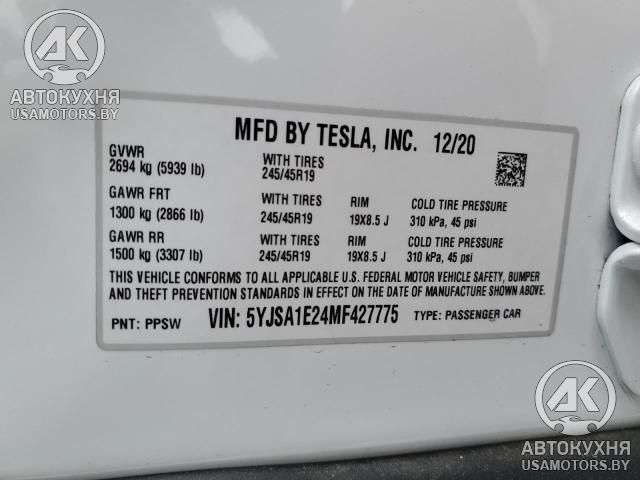 АК
АВТОКУХНЯ
USAMOTORS.BY
MFD BY TESLA, INC. 12/20
GVWR
2694 kg (5939 lb) WITH TIRES 245/45R19
GAWR FRT WITH TIRES RIM COLD TIRE PRESSURE
1300 kg (2866 lb) 245/45R19 19X8.5 J 310 kPa, 45 psi
GAWR RR WITH TIRES RIM COLD TIRE PRESSURE
1500 kg (3307 lb) 245/45R19 19X8.5 J 310 kPa, 45 psi
THIS VEHICLE CONFORMS TO ALL APPLICABLE U.S. FEDERAL MOTOR VEHICLE SAFETY, BUMPER
AND THEFT PREVENTION STANDARDS IN EFFECT ON THE DATE OF MANUFACTURE SHOWN ABOVE.
PNT: PPSW VIN: 5YJSA1E24MF427775 TYPE: PASSENGER CAR
АК
АВТОКУХНЯ
USAMOTORS.BY